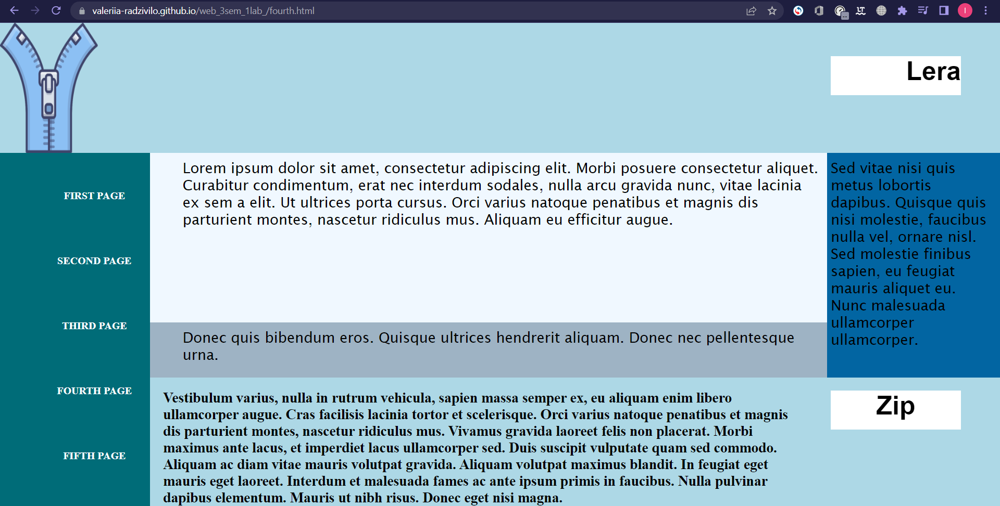 valeriia-radzivilo.github.io/web_3sem_1lab_/fourth.html
I
Lera
FIRST PAGE
SECOND PAGE
THIRD PAGE
FOURTH PAGE
FIFTH PAGE
Lorem ipsum dolor sit amet, consectetur adipiscing elit. Morbi posuere consectetur aliquet.
Curabitur condimentum, erat nec interdum sodales, nulla arcu gravida nunc, vitae lacinia
ex sem a elit. Ut ultrices porta cursus. Orci varius natoque penatibus et magnis dis
parturient montes, nascetur ridiculus mus. Aliquam eu efficitur augue.
Sed vitae nisi quis
metus lobortis
dapibus. Quisque quis
nisi molestie, faucibus
nulla vel, ornare nisl.
Sed molestie finibus
sapien, eu feugiat
mauris aliquet eu.
Nunc malesuada
ullamcorper
ullamcorper.
Donec quis bibendum eros. Quisque ultrices hendrerit aliquam. Donec nec pellentesque
urna.
Vestibulum varius, nulla in rutrum vehicula, sapien massa semper ex, eu aliquam enim libero
ullamcorper augue. Cras facilisis lacinia tortor et scelerisque. Orci varius natoque penatibus et magnis
dis parturient montes, nascetur ridiculus mus. Vivamus gravida laoreet felis non placerat. Morbi
maximus ante lacus, et imperdiet lacus ullamcorper sed. Duis suscipit vulputate quam sed commodo.
Aliquam ac diam vitae mauris volutpat gravida. Aliquam volutpat maximus blandit. In feugiat eget
mauris eget laoreet. Interdum et malesuada fames ac ante ipsum primis in faucibus. Nulla pulvinar
dapibus elementum. Mauris ut nibh risus. Donec eget nisi magna.
Zip